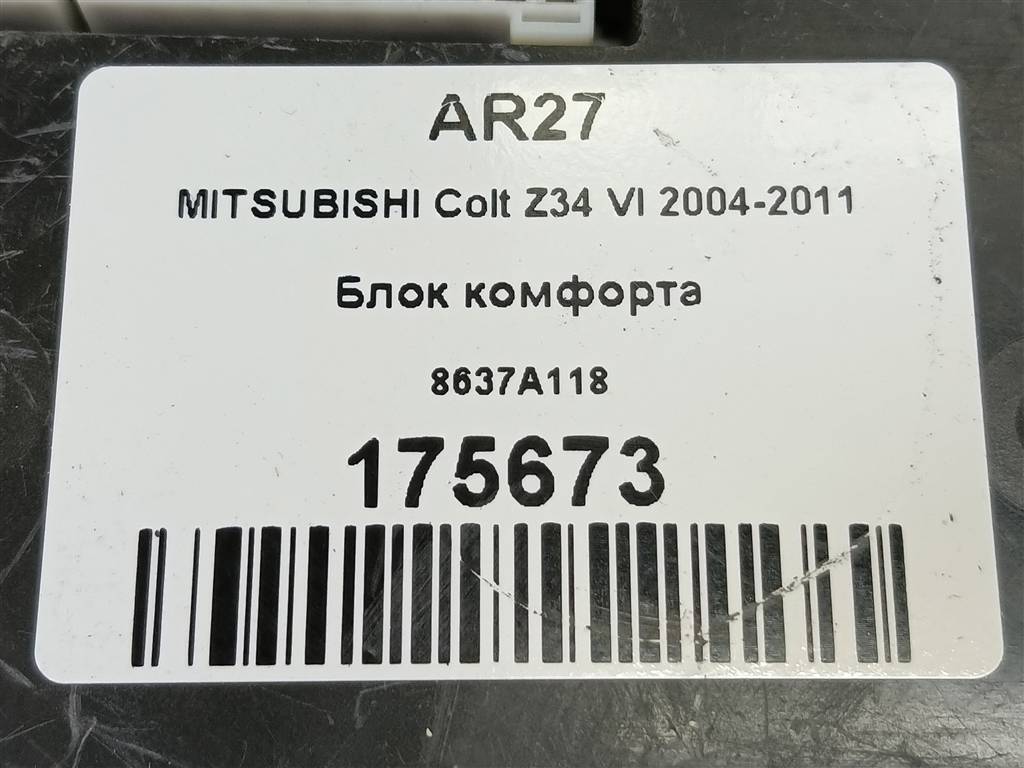 AR27
MITSUBISHI Colt Z34 VI 2004-2011
Блок комфорта
8637A118
175673